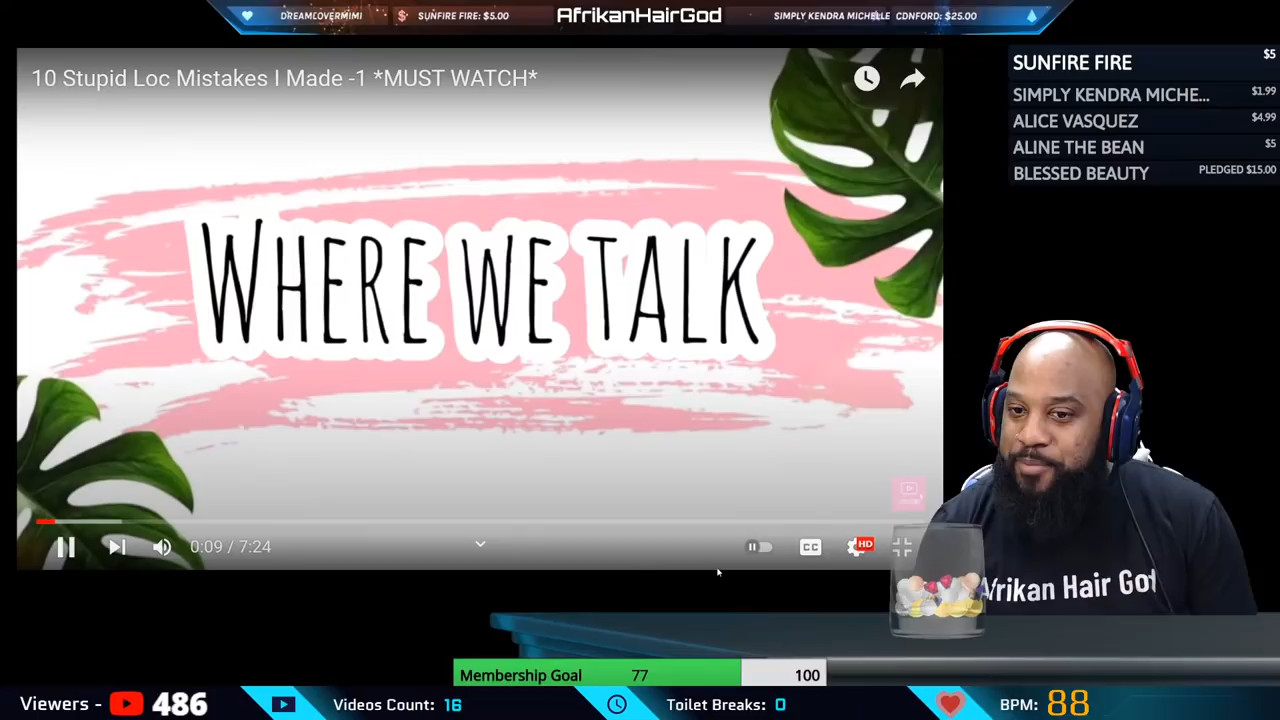 DREAMLOVERMIMI
SUNFIRE FIRE: $5.00
AfrikanHairGod
SIMPLY KENDRA MICHELLE CDNFORD: $25.00
10 Stupid Loc Mistakes I Made -1 *MUST WATCH*
WHERE WE TALK
0:09 / 7:24
CC
HD
SUNFIRE FIRE $5
SIMPLY KENDRA MICHE... $1.99
ALICE VASQUEZ $4.99
ALINE THE BEAN $5
BLESSED BEAUTY PLEDGED $15.00
Afrikan Hair God
Membership Goal 77 100
Viewers - 486 Videos Count: 16 Toilet Breaks: 0 BPM: 88